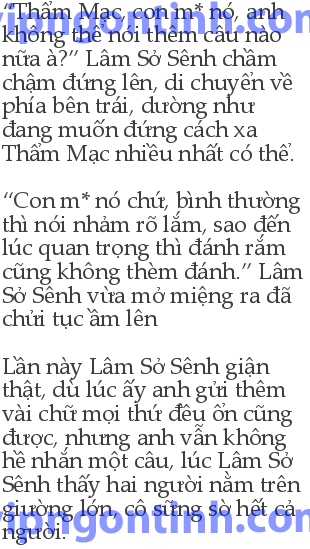 “Thẩm Mạc, con m* nó, anh
không thể nói thêm câu nào
nữa à?” Lâm Sở Sênh chầm
chậm đứng lên, di chuyển về
phía bên trái, dường như
đang muốn đứng cách xa
Thẩm Mạc nhiều nhất có thể.
“Con m* nó chứ, bình thường
thì nói nhảm rõ lắm, sao đến
lúc quan trọng thì đánh rắm
cũng không thèm đánh.” Lâm
Sở Sênh vừa mở miệng ra đã
chửi tục ầm lên
Lần này Lâm Sở Sênh giận
thật, dù lúc ấy anh gửi thêm
vài chữ mọi thứ đều ổn cũng
được, nhưng anh vẫn không
hề nhắn một câu, lúc Lâm Sở
Sênh thấy hai người nằm trên
giường lớn, cô sững sờ hết cả
người.
vipngontinh.com
vipngontinh.com